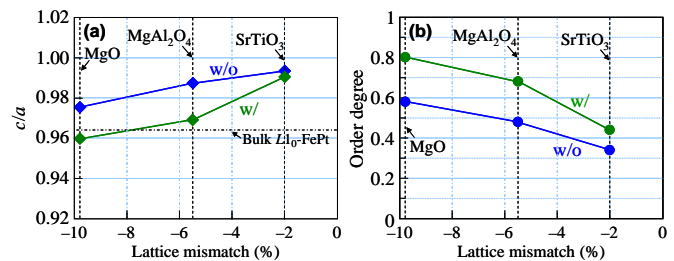 (a)
1.02
1.00
0.98
0.96
0.94
0.92
c/a
MgO
MgAl₂O₄
SrTiO₃
w/o
w/
Bulk L1₀-FePt
−10
−8
−6
−4
−2
0
Lattice mismatch (%)
(b)
1
0.8
0.6
0.4
0.2
0
Order degree
MgAl₂O₄
SrTiO₃
MgO
w/
w/o
−10
−8
−6
−4
−2
0
Lattice mismatch (%)